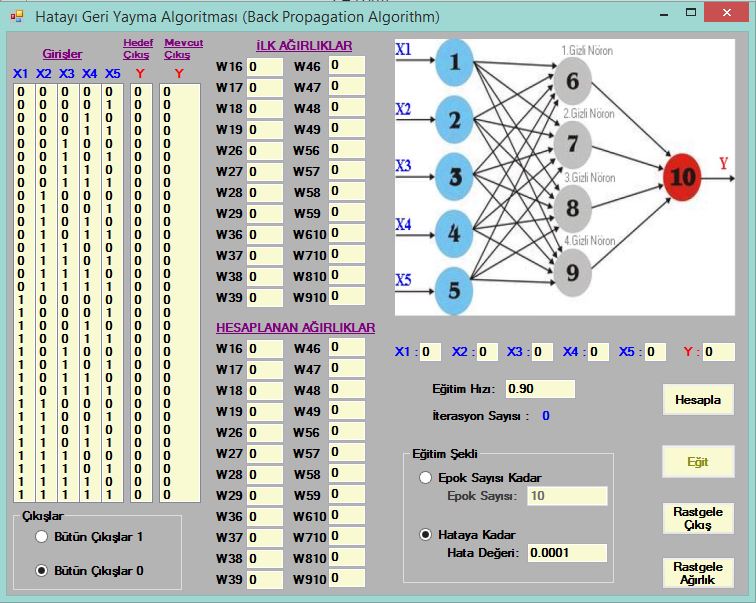 Hatayı Geri Yayma Algoritması (Back Propagation Algorithm)
Girişler
Hedef
Çıkış
Mevcut
Çıkış
X1 X2 X3 X4 X5 Y Y
0 0 0 0 0 0 0
0 0 0 0 1 0 0
0 0 0 1 0 0 0
0 0 0 1 1 0 0
0 0 1 0 0 0 0
0 0 1 0 1 0 0
0 0 1 1 0 0 0
0 0 1 1 1 0 0
0 1 0 0 0 0 0
0 1 0 0 1 0 0
0 1 0 1 0 0 0
0 1 0 1 1 0 0
0 1 1 0 0 0 0
0 1 1 0 1 0 0
0 1 1 1 0 0 0
0 1 1 1 1 0 0
1 0 0 0 0 0 0
1 0 0 0 1 0 0
1 0 0 1 0 0 0
1 0 0 1 1 0 0
1 0 1 0 0 0 0
1 0 1 0 1 0 0
1 0 1 1 0 0 0
1 0 1 1 1 0 0
1 1 0 0 0 0 0
1 1 0 0 1 0 0
1 1 0 1 0 0 0
1 1 0 1 1 0 0
1 1 1 0 0 0 0
1 1 1 0 1 0 0
1 1 1 1 0 0 0
1 1 1 1 1 0 0
Çıkışlar
Bütün Çıkışlar 1
Bütün Çıkışlar 0
İLK AĞIRLIKLAR
W16 0 W46 0
W17 0 W47 0
W18 0 W48 0
W19 0 W49 0
W26 0 W56 0
W27 0 W57 0
W28 0 W58 0
W29 0 W59 0
W36 0 W610 0
W37 0 W710 0
W38 0 W810 0
W39 0 W910 0
HESAPLANAN AĞIRLIKLAR
W16 0 W46 0
W17 0 W47 0
W18 0 W48 0
W19 0 W49 0
W26 0 W56 0
W27 0 W57 0
W28 0 W58 0
W29 0 W59 0
W36 0 W610 0
W37 0 W710 0
W38 0 W810 0
W39 0 W910 0
X1
1
1.Gizli Nöron
6
X2
2
2.Gizli Nöron
7
X3
3
3.Gizli Nöron
8
X4
4
4.Gizli Nöron
9
X5
5
10
Y
X1 : 0 X2 : 0 X3 : 0 X4 : 0 X5 : 0 Y : 0
Eğitim Hızı: 0.90
İterasyon Sayısı : 0
Eğitim Şekli
Epok Sayısı Kadar
Epok Sayısı: 10
Hataya Kadar
Hata Değeri: 0.0001
Hesapla
Eğit
Rastgele
Çıkış
Rastgele
Ağırlık